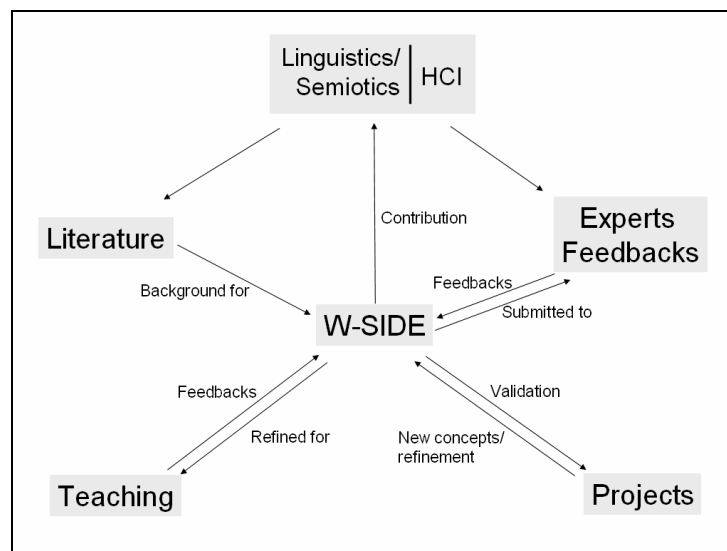 Linguistics/
Semiotics
HCI
Literature
Contribution
Experts
Feedbacks
Background for
Feedbacks
Submitted to
W-SIDE
Feedbacks
Validation
Refined for
New concepts/
refinement
Teaching
Projects